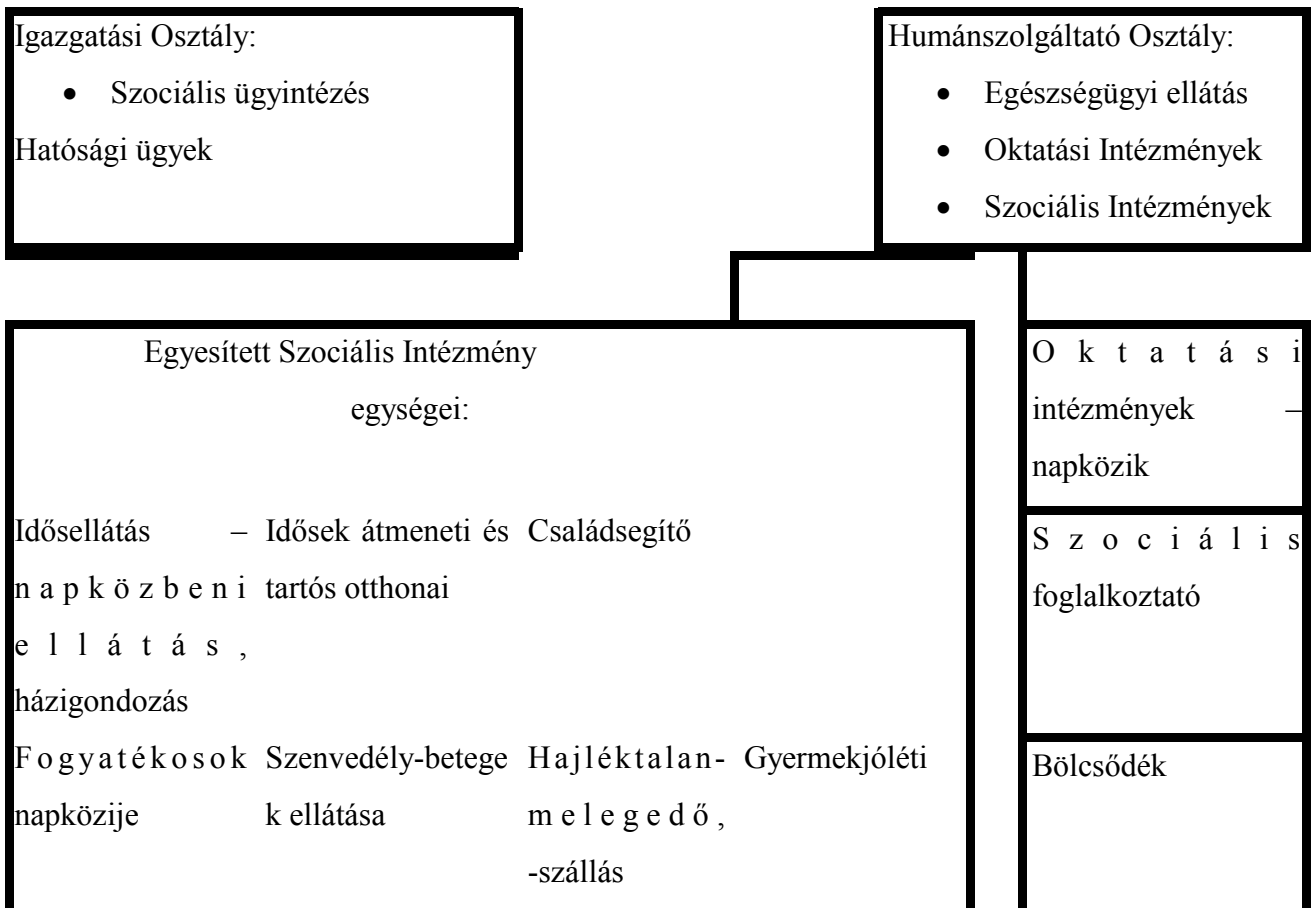 Igazgatási Osztály:
• Szociális ügyintézés
Hatósági ügyek
Humánszolgáltató Osztály:
• Egészségügyi ellátás
• Oktatási Intézmények
• Szociális Intézmények
Egyesített Szociális Intézmény
egységei:
Idősellátás –
napközbeni
ellátás,
házigondozás
Idősek átmeneti és
tartós otthonai
Családsegítő
Fogyatékosok
napközije
Szenvedély-betege
k ellátása
Hajléktalan-
melegedő,
-szállás
Gyermekjóléti
Oktatási
intézmények –
napközik
Szociális
foglalkoztató
Bölcsődék